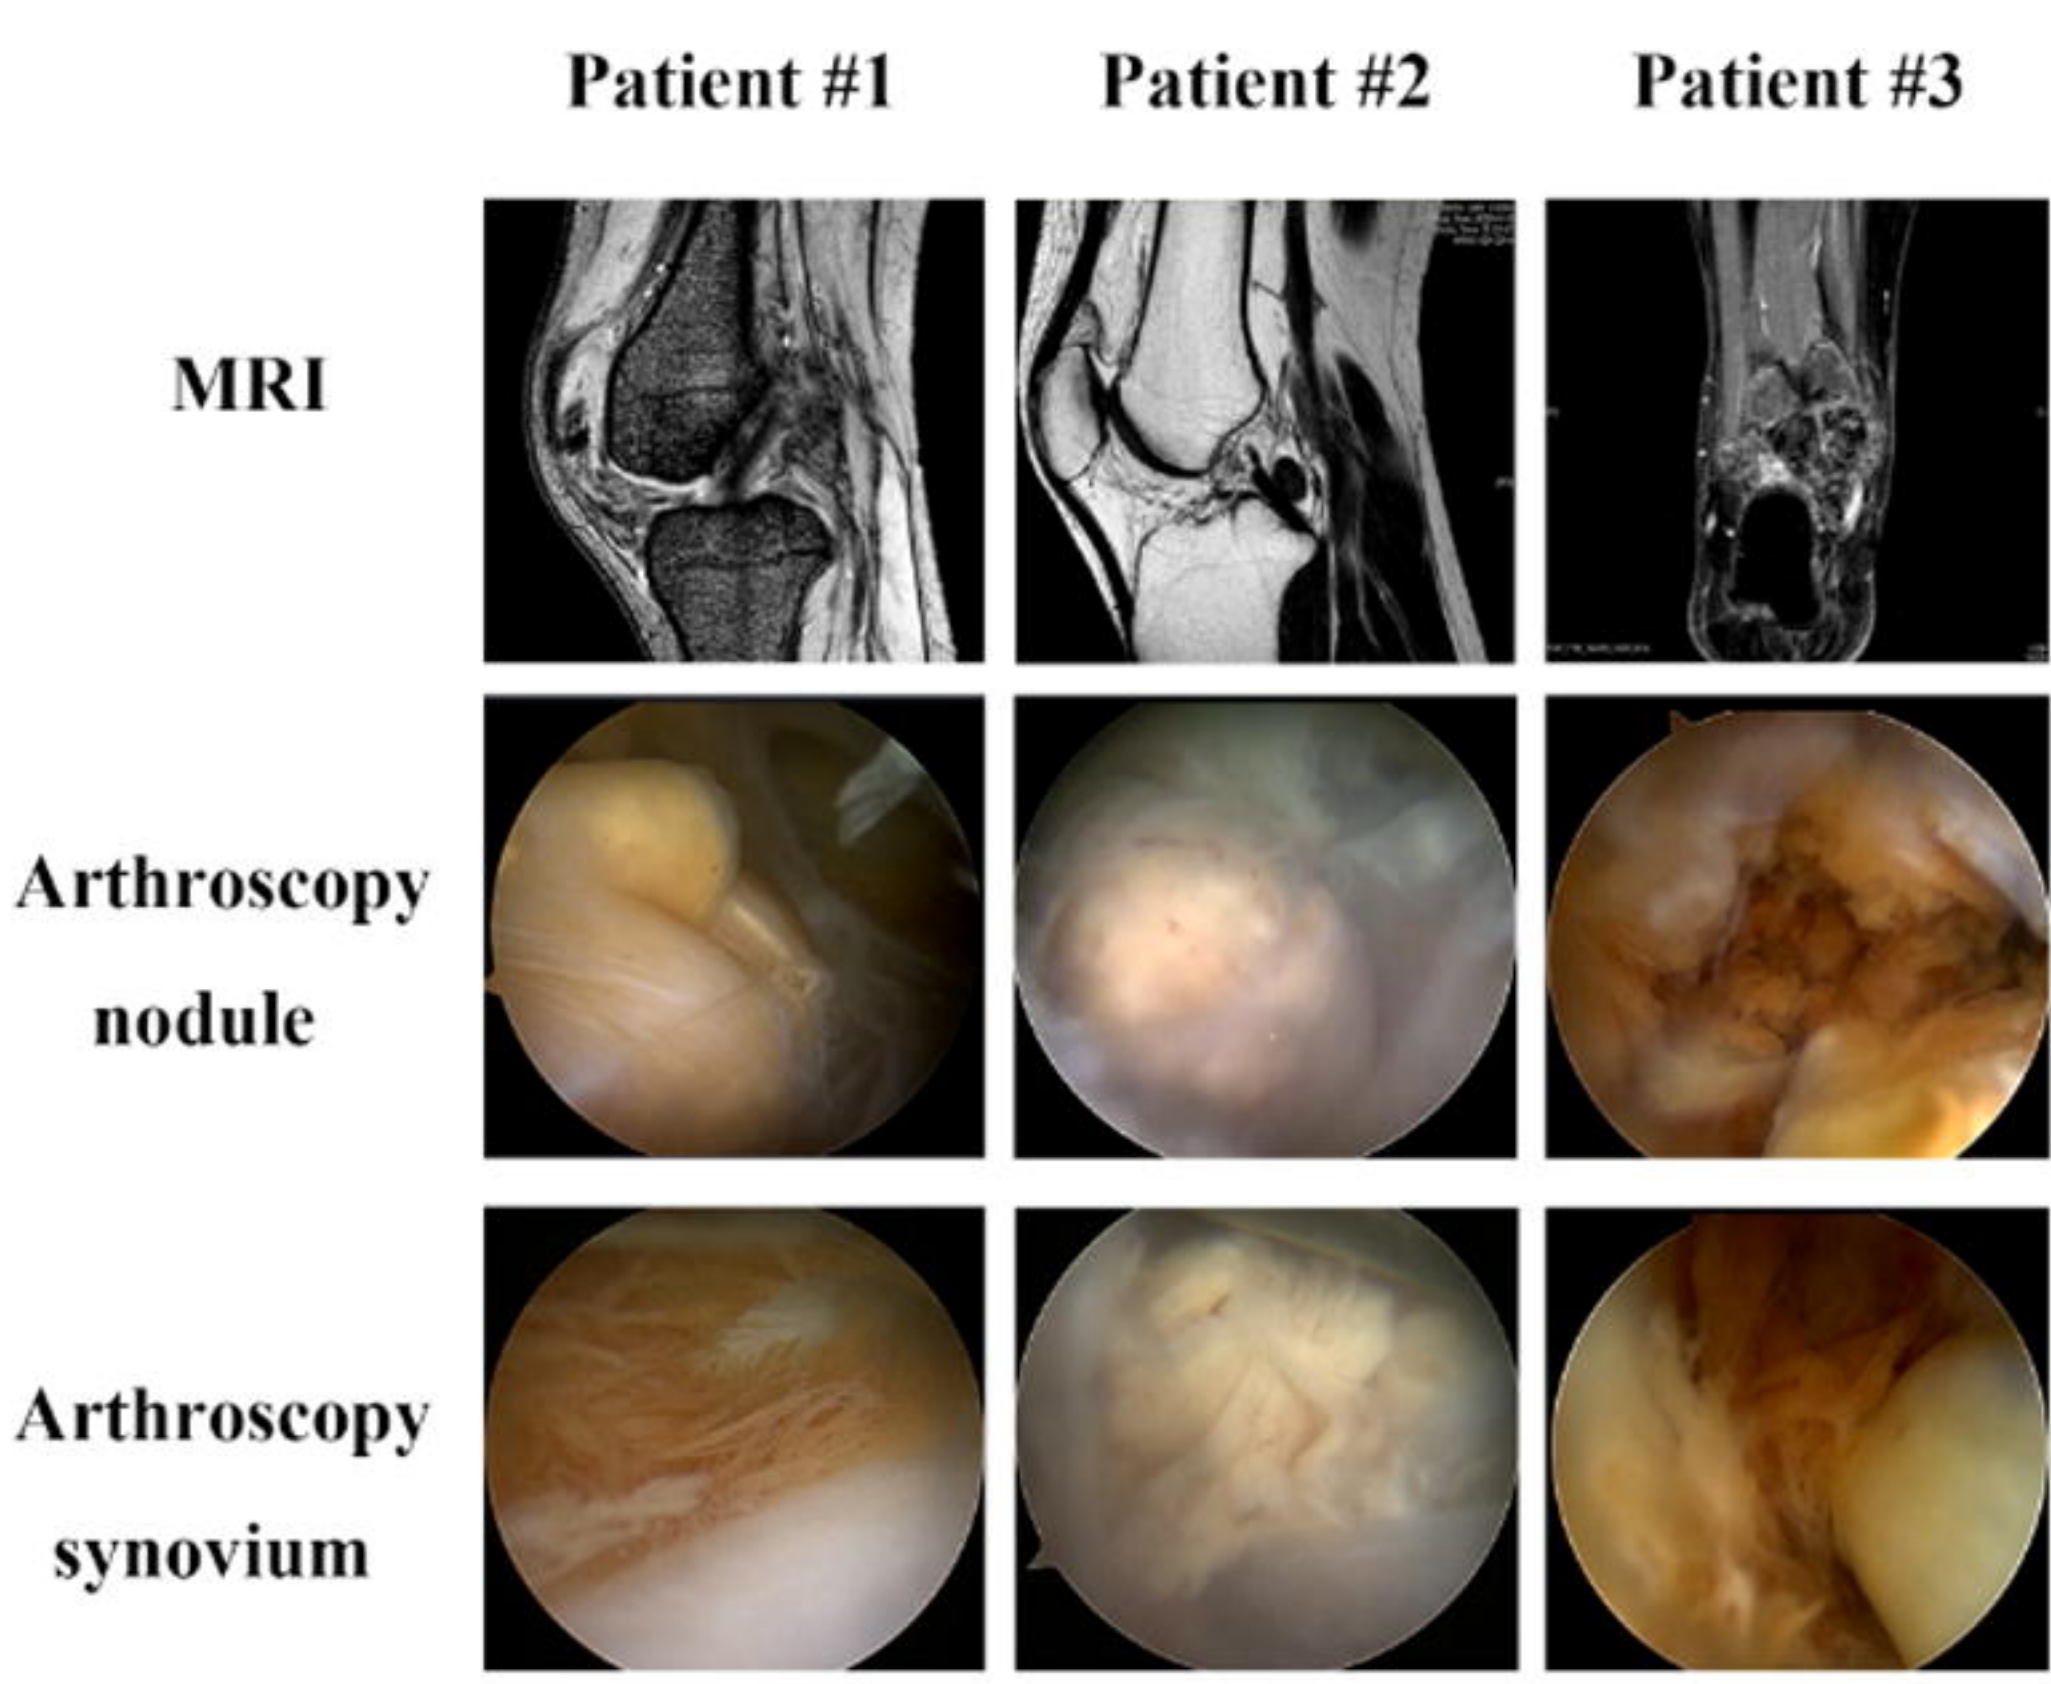 Patient #1 Patient #2 Patient #3
MRI
Arthroscopy
nodule
Arthroscopy
synovium